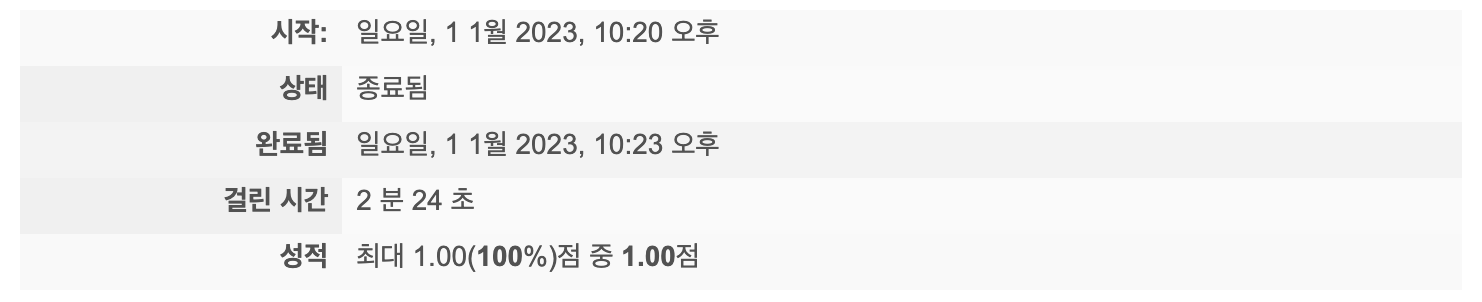 시작: 일요일, 1 1월 2023, 10:20 오후
상태 종료됨
완료됨 일요일, 1 1월 2023, 10:23 오후
걸린 시간 2 분 24 초
성적 최대 1.00(100%)점 중 1.00점